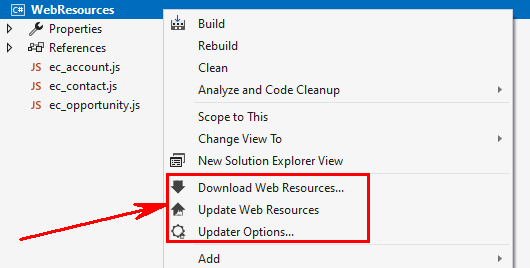 C# WebResources
Properties
References
JS ec_account.js
JS ec_contact.js
JS ec_opportunity.js
Build
Rebuild
Clean
Analyze and Code Cleanup
Scope to This
Change View To
New Solution Explorer View
Download Web Resources...
Update Web Resources
Updater Options...
Add